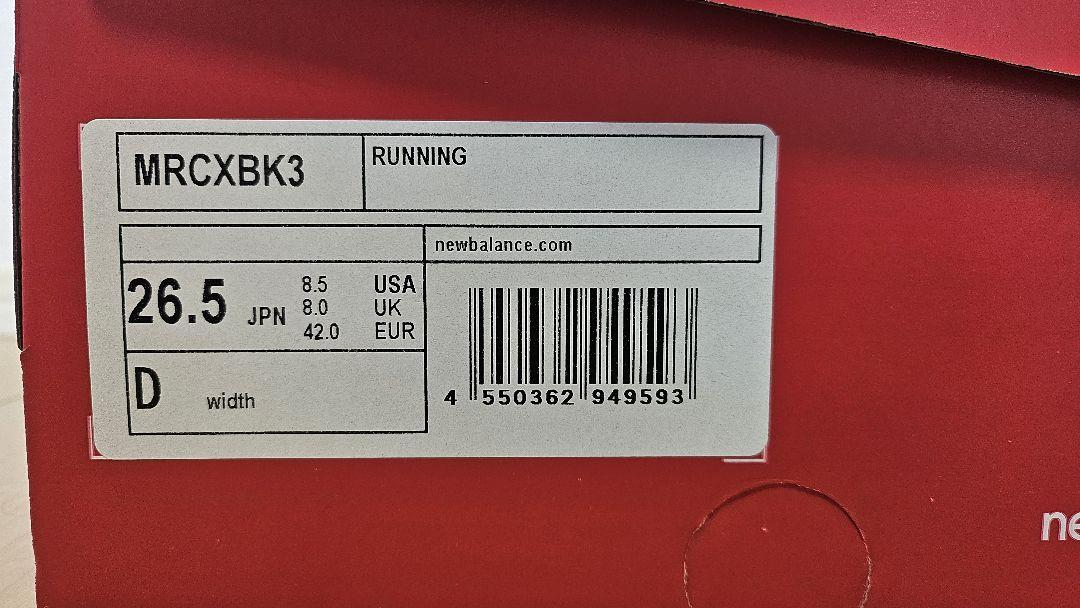 MRCXBK3
RUNNING
newbalance.com
26.5 JPN
8.5 USA
8.0 UK
42.0 EUR
D width
4 550362 949593
ne